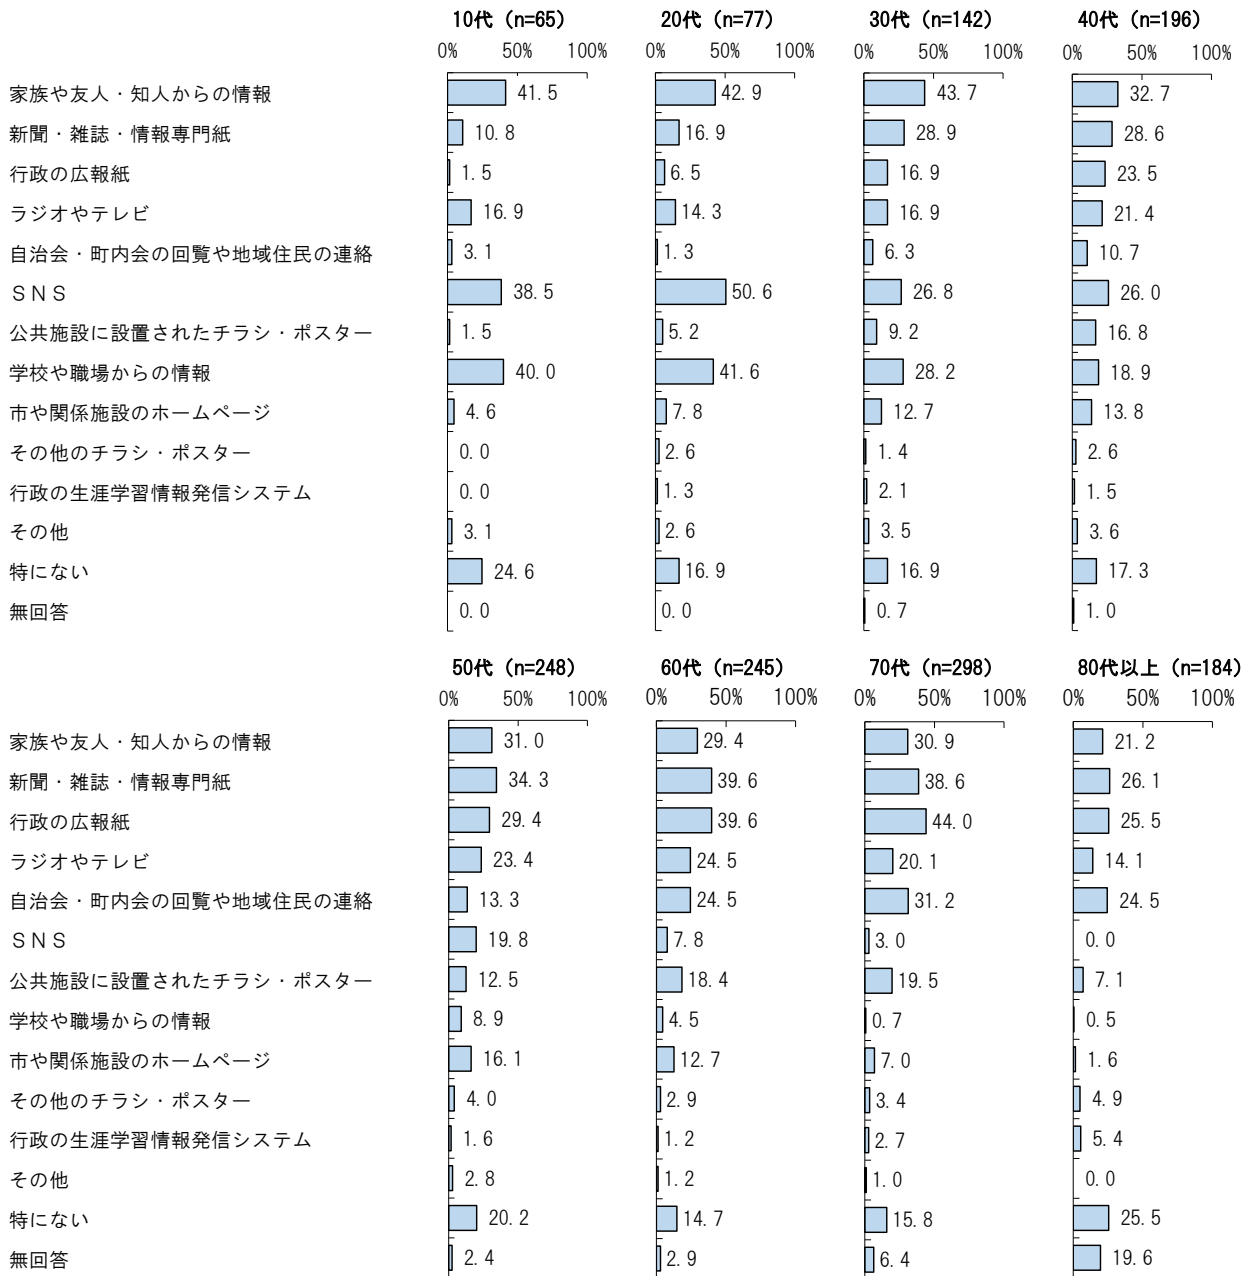 10代（n=65） 20代（n=77） 30代（n=142） 40代（n=196）
0% 50% 100% 0% 50% 100% 0% 50% 100% 0% 50% 100%
家族や友人・知人からの情報 41.5 42.9 43.7 32.7
新聞・雑誌・情報専門紙 10.8 16.9 28.9 28.6
行政の広報紙 1.5 6.5 16.9 23.5
ラジオやテレビ 16.9 14.3 16.9 21.4
自治会・町内会の回覧や地域住民の連絡 3.1 1.3 6.3 10.7
ＳＮＳ 38.5 50.6 26.8 26.0
公共施設に設置されたチラシ・ポスター 1.5 5.2 9.2 16.8
学校や職場からの情報 40.0 41.6 28.2 18.9
市や関係施設のホームページ 4.6 7.8 12.7 13.8
その他のチラシ・ポスター 0.0 2.6 1.4 2.6
行政の生涯学習情報発信システム 0.0 1.3 2.1 1.5
その他 3.1 2.6 3.5 3.6
特にない 24.6 16.9 16.9 17.3
無回答 0.0 0.0 0.7 1.0
50代（n=248） 60代（n=245） 70代（n=298） 80代以上（n=184）
0% 50% 100% 0% 50% 100% 0% 50% 100% 0% 50% 100%
家族や友人・知人からの情報 31.0 29.4 30.9 21.2
新聞・雑誌・情報専門紙 34.3 39.6 38.6 26.1
行政の広報紙 29.4 39.6 44.0 25.5
ラジオやテレビ 23.4 24.5 20.1 14.1
自治会・町内会の回覧や地域住民の連絡 13.3 24.5 31.2 24.5
ＳＮＳ 19.8 7.8 3.0 0.0
公共施設に設置されたチラシ・ポスター 12.5 18.4 19.5 7.1
学校や職場からの情報 8.9 4.5 0.7 0.5
市や関係施設のホームページ 16.1 12.7 7.0 1.6
その他のチラシ・ポスター 4.0 2.9 3.4 4.9
行政の生涯学習情報発信システム 1.6 1.2 2.7 5.4
その他 2.8 1.2 1.0 0.0
特にない 20.2 14.7 15.8 25.5
無回答 2.4 2.9 6.4 19.6